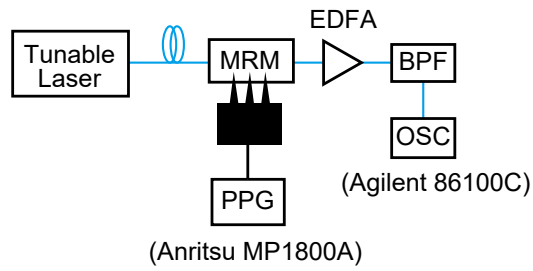 EDFA
Tunable
Laser
MRM
BPF
OSC
(Agilent 86100C)
PPG
(Anritsu MP1800A)